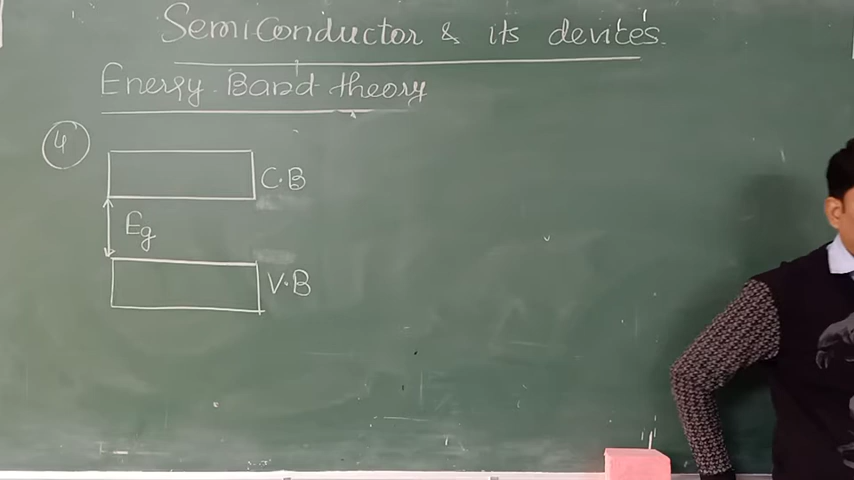 Semiconductor & its devices.
Energy Band theory
4
C.B
Eg
V.B